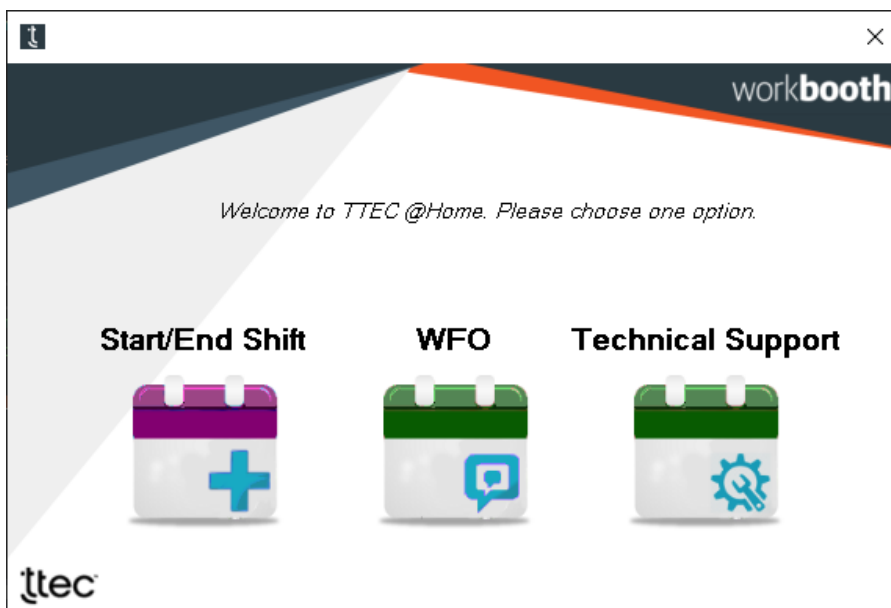 workbooth
Welcome to TTEC @Home. Please choose one option.
Start/End Shift
WFO
Technical Support
ttec